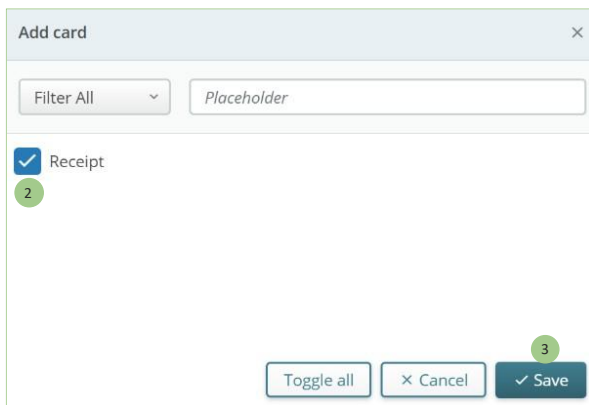 Add card ×
Filter All Placeholder
Receipt
2
3
Toggle all × Cancel ✓ Save